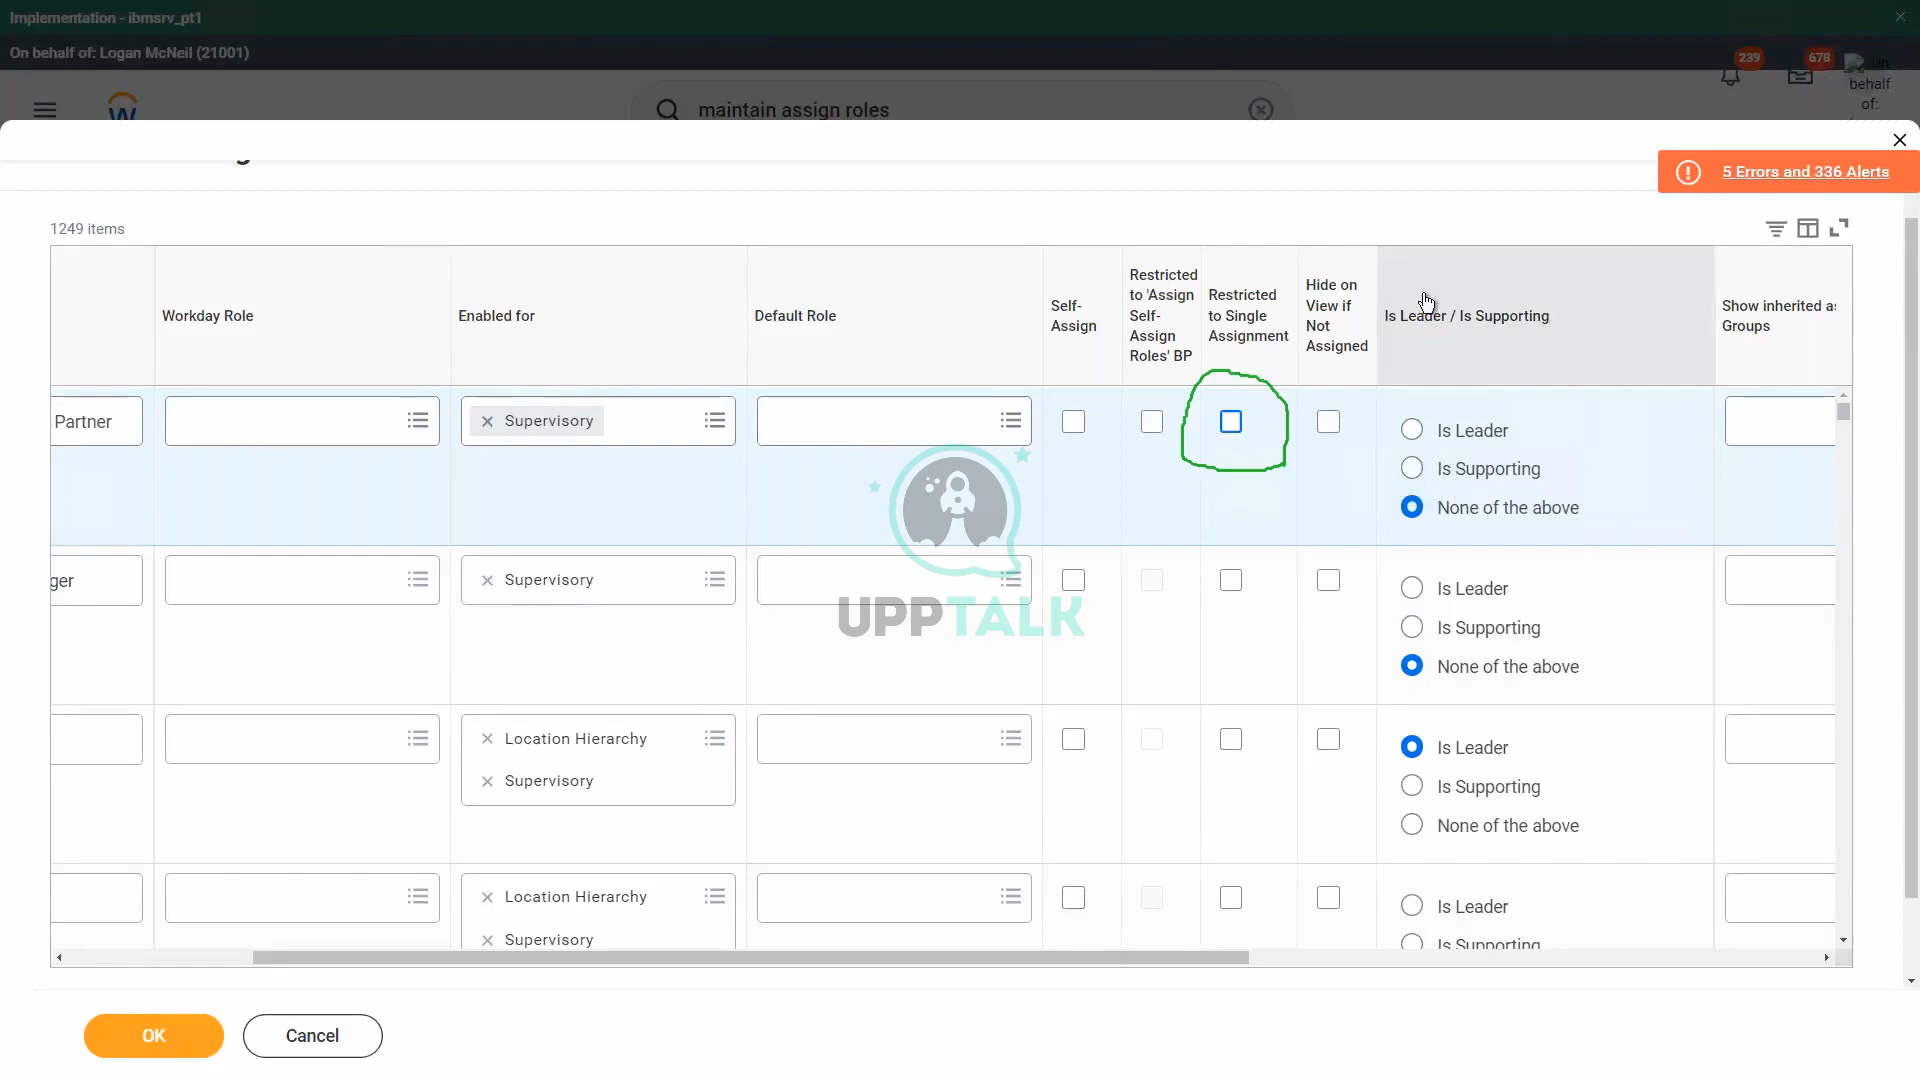 Implementation - ibmsrv_pt1
On behalf of: Logan McNeil (21001)
239
678
On
behalf
of:
maintain assign roles
5 Errors and 336 Alerts
1249 items
Workday Role
Enabled for
Default Role
Self-
Assign
Restricted
to 'Assign
Self-
Assign
Roles' BP
Restricted
to Single
Assignment
Hide on
View if
Not
Assigned
Is Leader / Is Supporting
Show inherited as
Groups
Partner
Supervisory
Is Leader
Is Supporting
None of the above
ger
Supervisory
Is Leader
Is Supporting
None of the above
UPPTALK
Location Hierarchy
Supervisory
Is Leader
Is Supporting
None of the above
Location Hierarchy
Supervisory
Is Leader
Is Supporting
OK
Cancel